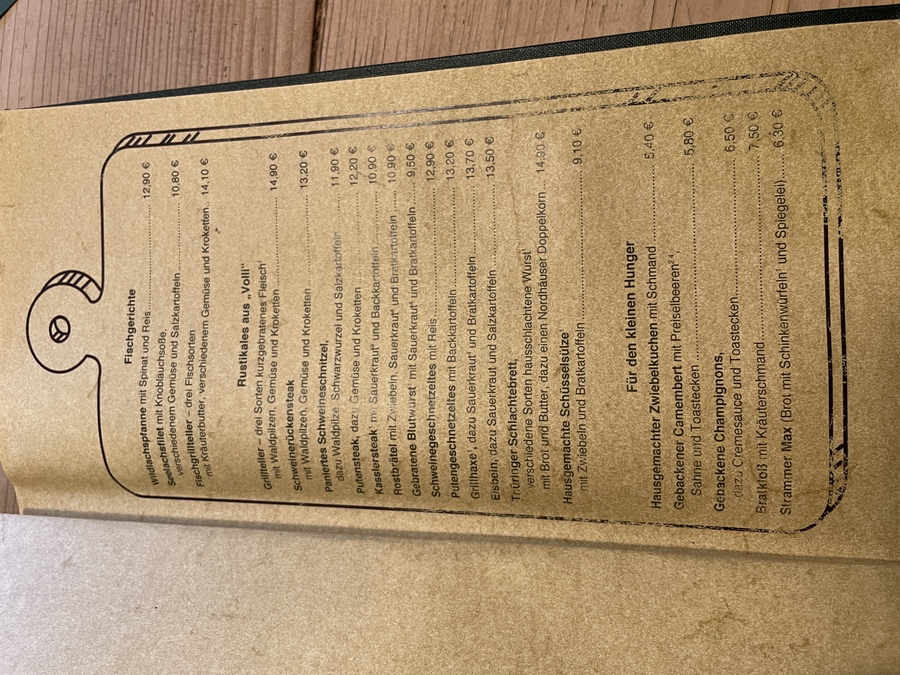 Fischgerichte
Wildlachspfanne mit Spinat und Reis.......... 12,90 €
Seelachsfilet mit Knoblauchsoße,
verschiedenem Gemüse und Salzkartoffeln .......... 10,80 €
Fischgrillteller – drei Fischsorten
mit Kräuterbutter, verschiedenem Gemüse und Kroketten.. 14,10 €
Rustikales aus „Volli“
Grillteller – drei Sorten kurzgebratenes Fleisch¹
mit Waldpilzen, Gemüse und Kroketten .......... 14,90 €
Schweinerückensteak
mit Waldpilzen, Gemüse und Kroketten .......... 13,20 €
Paniertes Schweineschnitzel,
dazu Waldpilze, Schwarzwurzel und Salzkartoffeln .......... 11,90 €
Putensteak, dazu Gemüse und Kroketten .......... 12,20 €
Kasslersteak¹ mit Sauerkraut⁴ und Backkartoffeln .......... 10,90 €
Rostbrätel mit Zwiebeln, Sauerkraut⁴ und Bratkartoffeln ...... 10,90 €
Gebratene Blutwurst¹ mit Sauerkraut⁴ und Bratkartoffeln...... 9,50 €
Schweinegeschnetzeltes mit Reis.......... 12,90 €
Putengeschnetzeltes mit Backkartoffeln.......... 13,20 €
Grillhaxe¹, dazu Sauerkraut⁴ und Bratkartoffeln .......... 13,70 €
Eisbein, dazu Sauerkraut und Salzkartoffeln .......... 13,50 €
Thüringer Schlachtebrett,
verschiedene Sorten hausschlachtene Wurst¹
mit Brot und Butter, dazu einen Nordhäuser Doppelkorn ... 14,90 €
Hausgemachte Schüsselsülze¹
mit Zwiebeln und Bratkartoffeln .......... 9,10 €
Für den kleinen Hunger
Hausgemachter Zwiebelkuchen mit Schmand .......... 5,40 €
Gebackener Camembert mit Preiselbeeren²⁴,
Sahne und Toastecken .......... 5,80 €
Gebackene Champignons,
dazu Cremesauce und Toastecken.......... 6,50 €
Bratkloß mit Kräuterschmand.......... 7,50 €
Strammer Max (Brot mit Schinkenwürfeln¹ und Spiegelei)...... 6,30 €